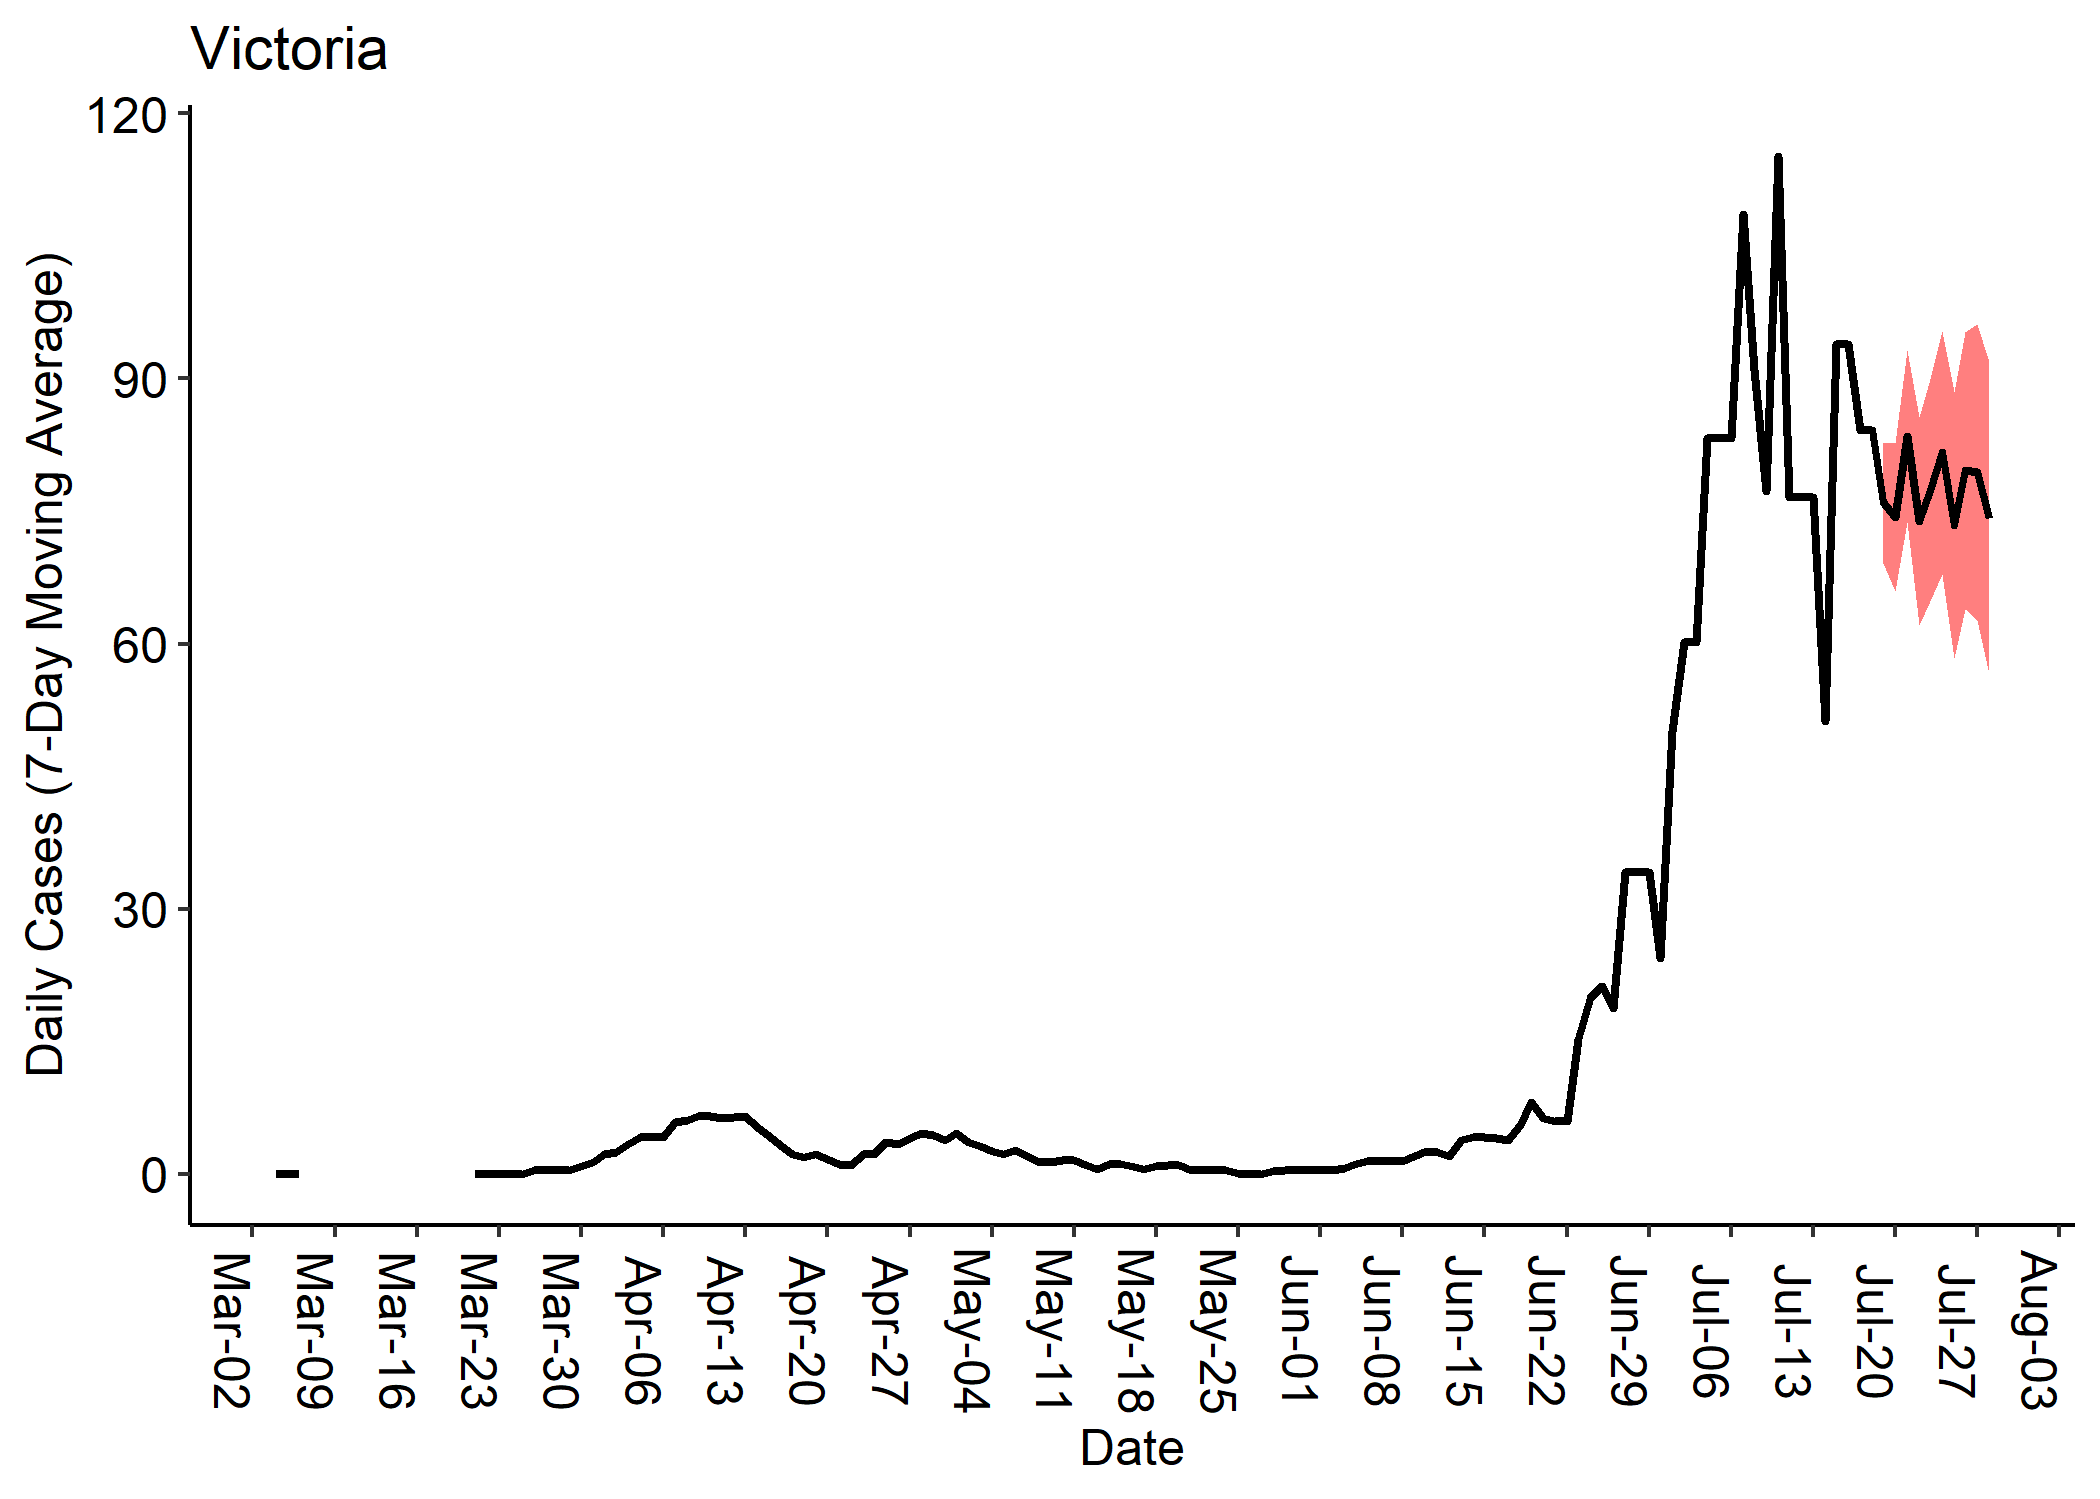 Victoria
Daily Cases (7-Day Moving Average)
120
90
60
30
0
Mar-02
Mar-09
Mar-16
Mar-23
Mar-30
Apr-06
Apr-13
Apr-20
Apr-27
May-04
May-11
May-18
May-25
Jun-01
Jun-08
Jun-15
Jun-22
Jun-29
Jul-06
Jul-13
Jul-20
Jul-27
Aug-03
Date